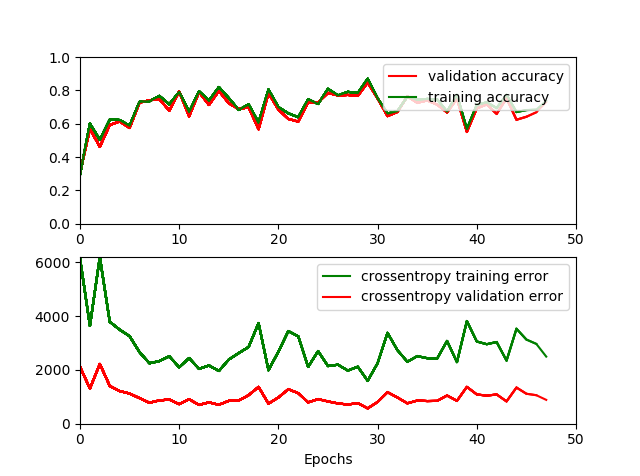 1.0
0.8
0.6
0.4
0.2
0.0
validation accuracy
training accuracy
0 10 20 30 40 50
6000
4000
2000
0
crossentropy training error
crossentropy validation error
0 10 20 30 40 50
Epochs